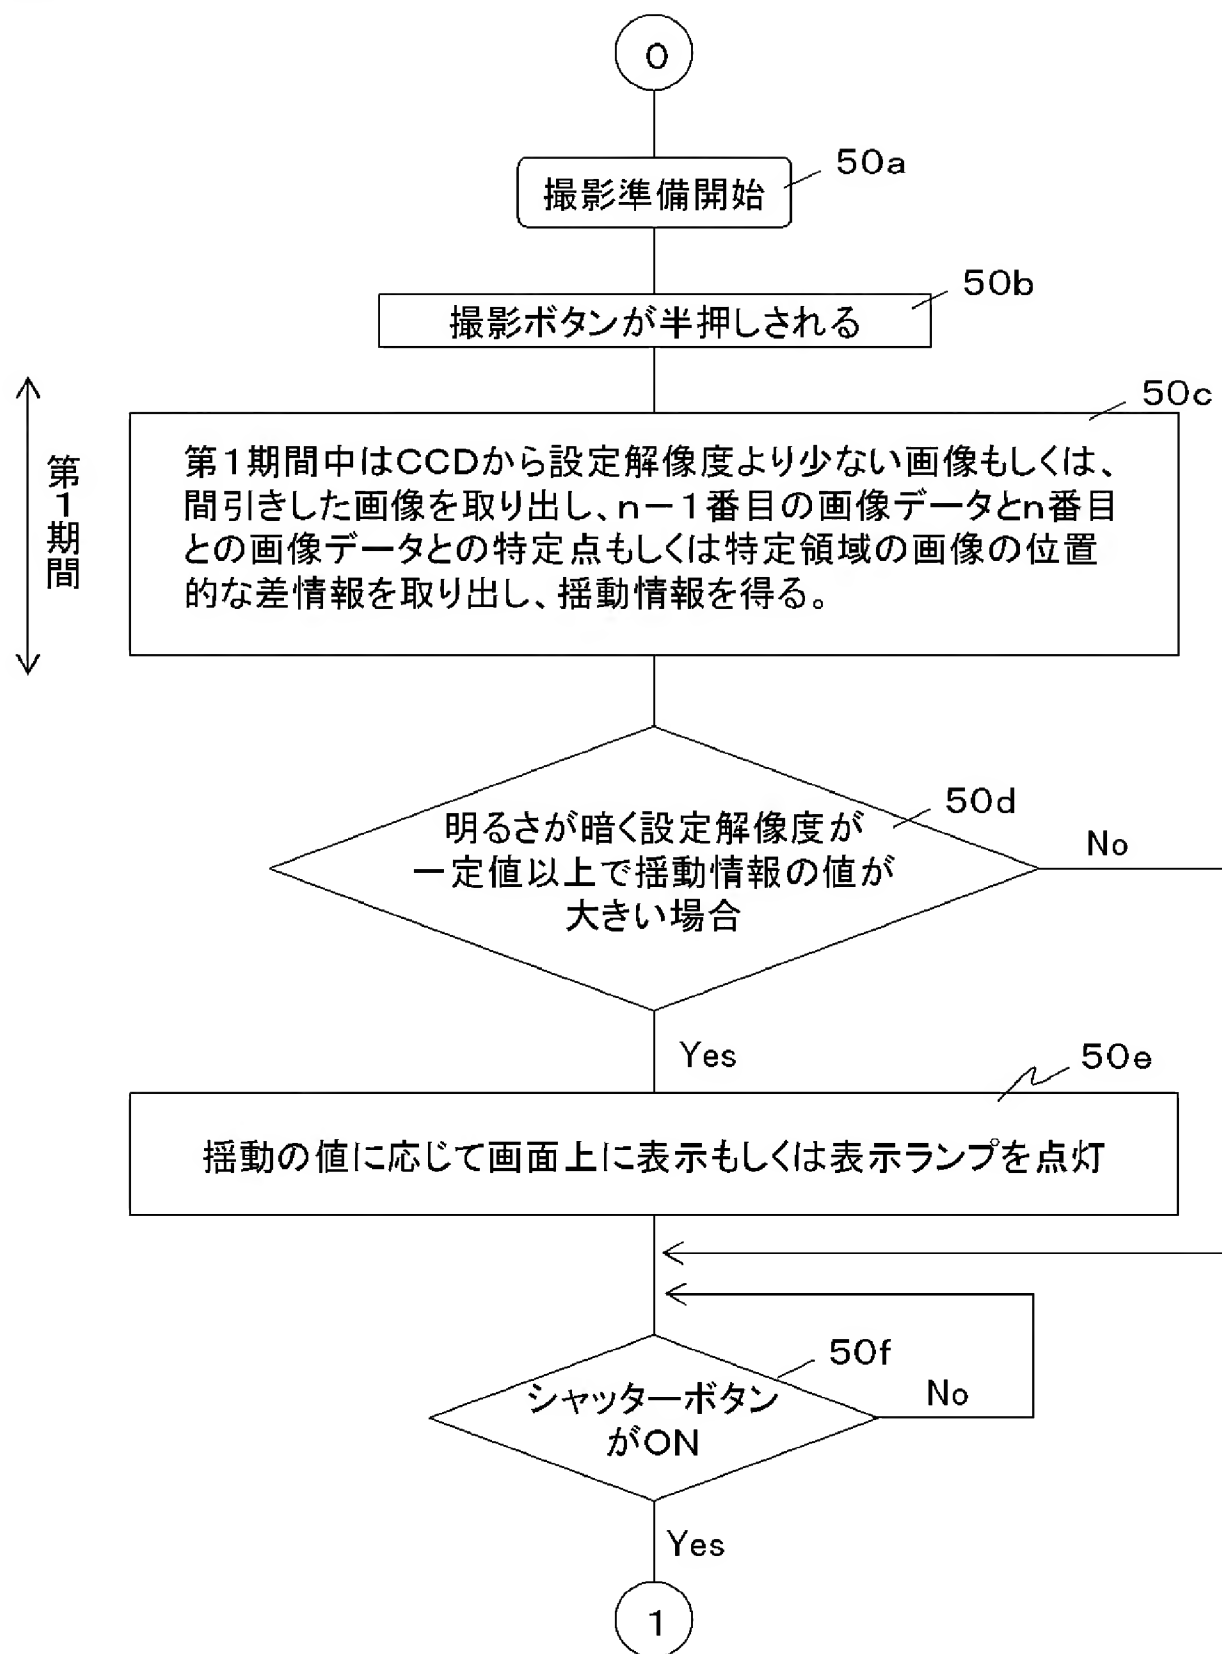 0
撮影準備開始
50a
撮影ボタンが半押しされる
50b
第1期間
50c
第1期間中はCCDから設定解像度より少ない画像もしくは、
間引きした画像を取り出し、n-1番目の画像データとn番目
との画像データとの特定点もしくは特定領域の画像の位置
的な差情報を取り出し、揺動情報を得る。
50d
明るさが暗く設定解像度が
一定値以上で揺動情報の値が
大きい場合
No
Yes
50e
揺動の値に応じて画面上に表示もしくは表示ランプを点灯
50f
シャッターボタン
がON
No
Yes
1